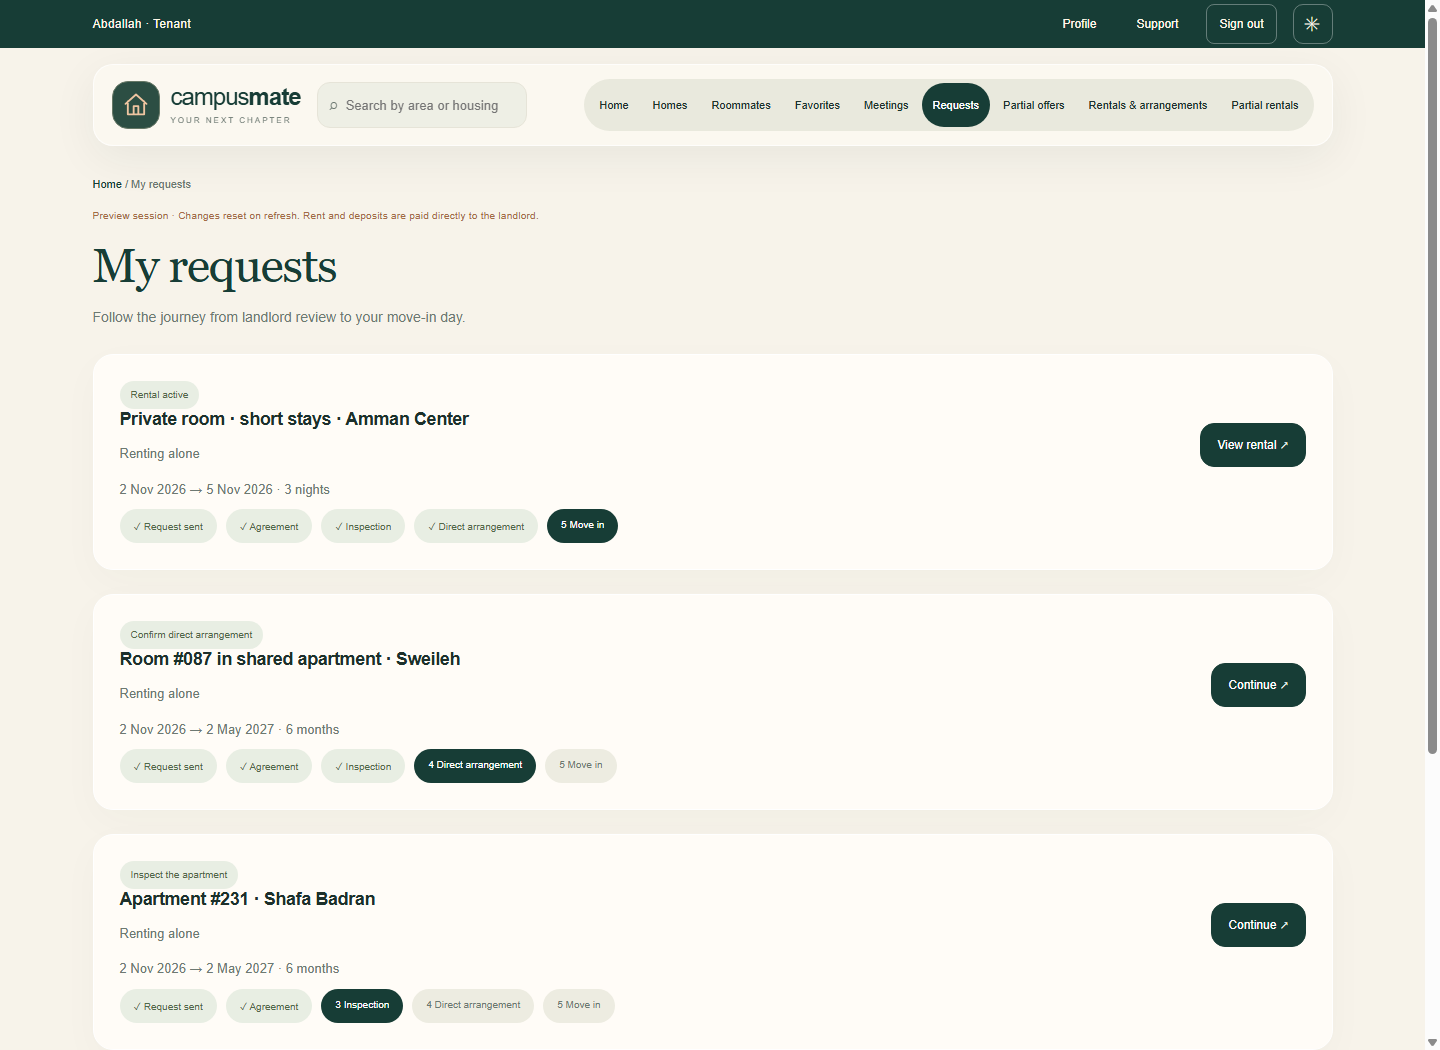 Abdallah · Tenant
Profile
Support
Sign out
campusmate
YOUR NEXT CHAPTER
Search by area or housing
Home
Homes
Roommates
Favorites
Meetings
Requests
Partial offers
Rentals & arrangements
Partial rentals
Home / My requests
Preview session · Changes reset on refresh. Rent and deposits are paid directly to the landlord.
My requests
Follow the journey from landlord review to your move-in day.
Rental active
Private room · short stays · Amman Center
Renting alone
2 Nov 2026 → 5 Nov 2026 · 3 nights
✓ Request sent
✓ Agreement
✓ Inspection
✓ Direct arrangement
5 Move in
View rental ↗
Confirm direct arrangement
Room #087 in shared apartment · Sweileh
Renting alone
2 Nov 2026 → 2 May 2027 · 6 months
✓ Request sent
✓ Agreement
✓ Inspection
4 Direct arrangement
5 Move in
Continue ↗
Inspect the apartment
Apartment #231 · Shafa Badran
Renting alone
2 Nov 2026 → 2 May 2027 · 6 months
✓ Request sent
✓ Agreement
3 Inspection
4 Direct arrangement
5 Move in
Continue ↗